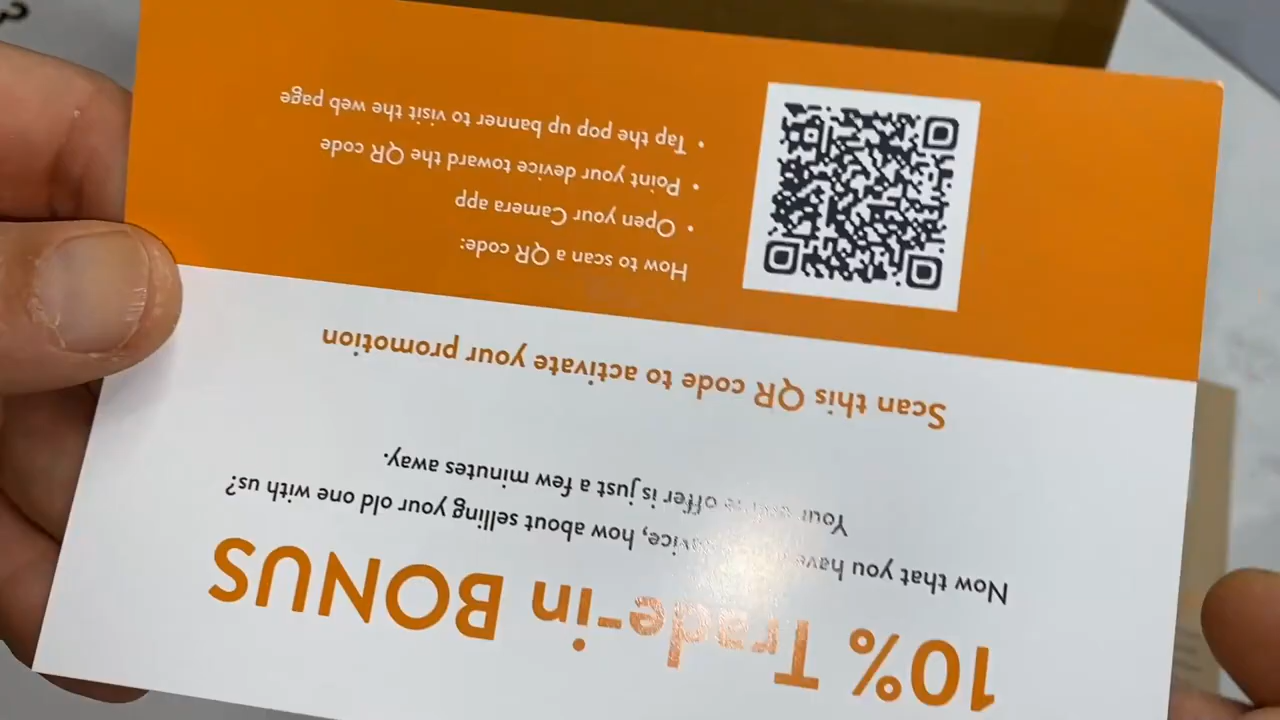 10% Trade-in BONUS
Now that you have device, how about selling your old one with us?
Your offer is just a few minutes away.
Scan this QR code to activate your promotion
How to scan a QR code:
• Open your Camera app
• Point your device toward the QR code
• Tap the pop up banner to visit the web page